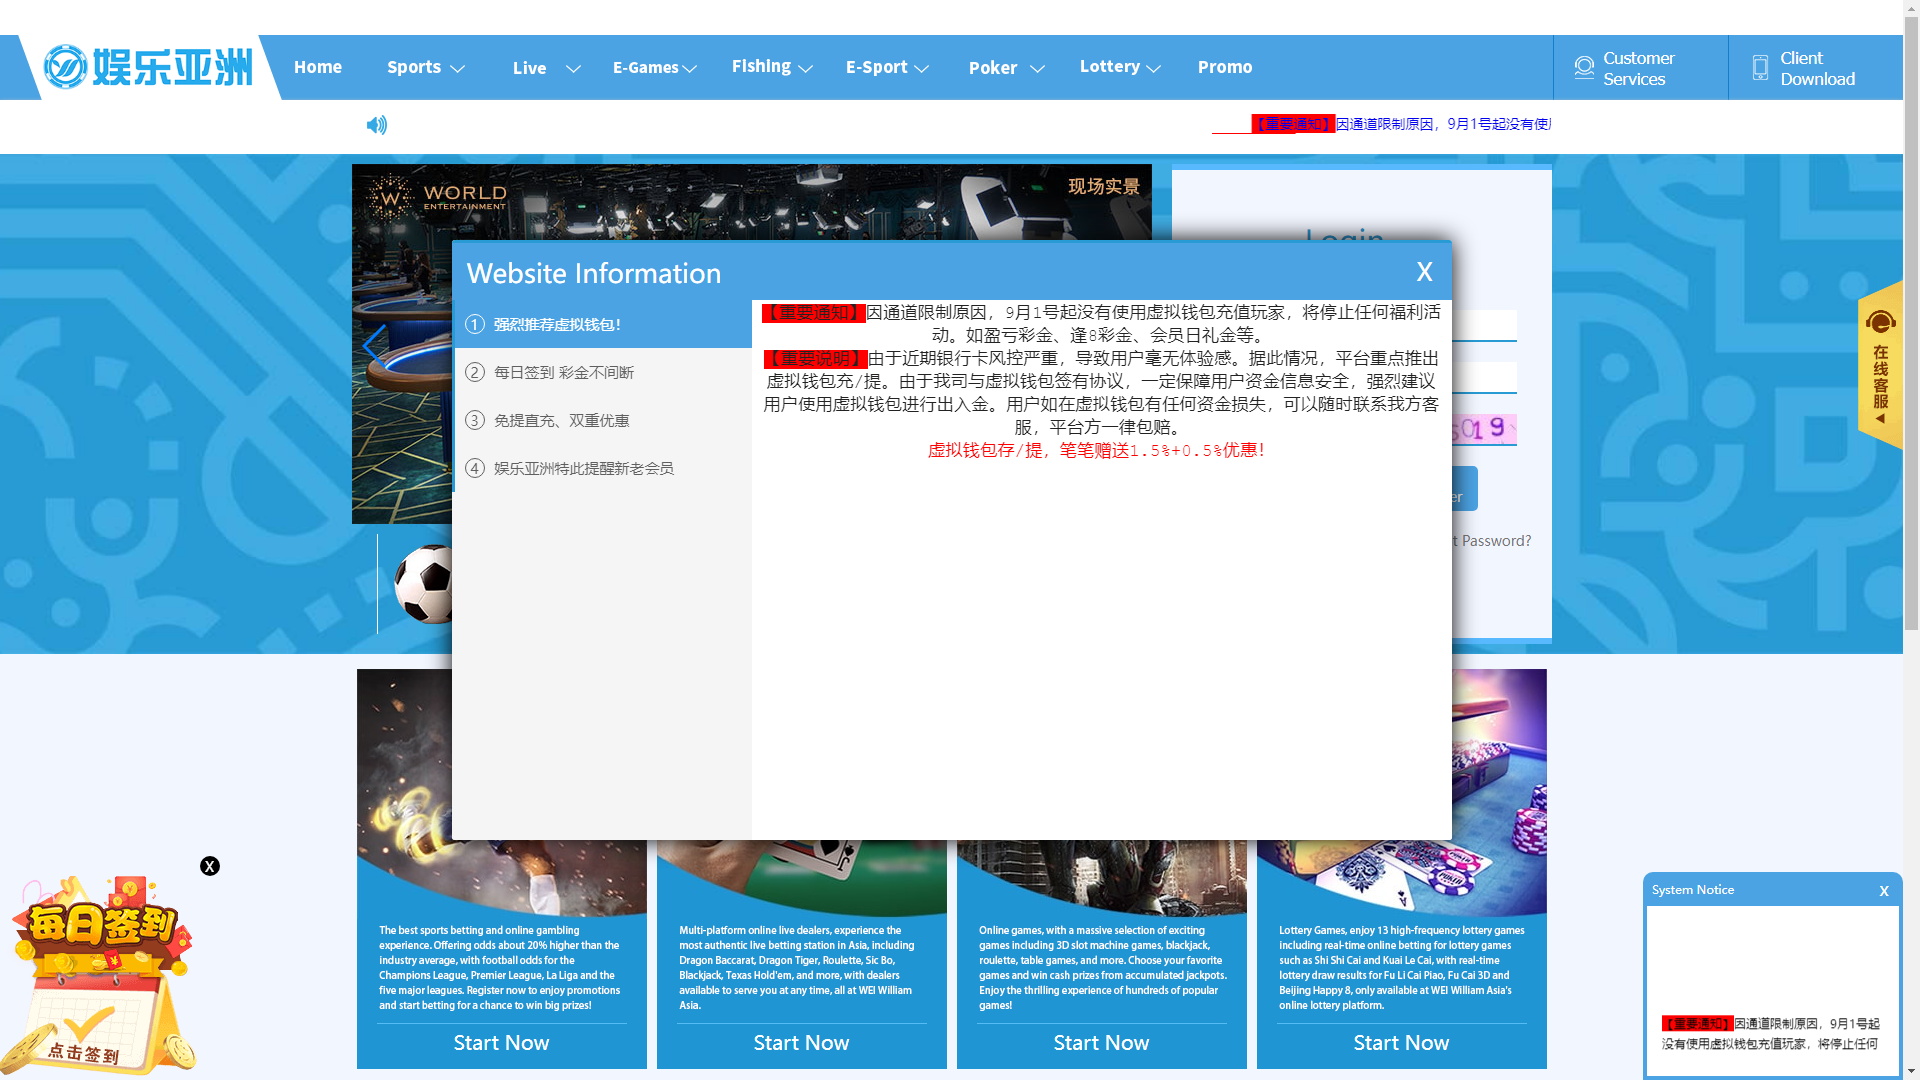 娱乐亚洲
Home
Sports
Live
E-Games
Fishing
E-Sport
Poker
Lottery
Promo
Customer
Services
Client
Download
【重要通知】因通道限制原因，9月1号起没有使
WORLD
ENTERTAINMENT
现场实景
Login
Website Information
X
1 强烈推荐虚拟钱包！
2 每日签到 彩金不间断
3 免提直充、双重优惠
4 娱乐亚洲特此提醒新老会员
【重要通知】因通道限制原因，9月1号起没有使用虚拟钱包充值玩家，将停止任何福利活
动。如盈亏彩金、逢8彩金、会员日礼金等。
【重要说明】由于近期银行卡风控严重，导致用户毫无体验感。据此情况，平台重点推出
虚拟钱包充/提。由于我司与虚拟钱包签有协议，一定保障用户资金信息安全，强烈建议
用户使用虚拟钱包进行出入金。用户如在虚拟钱包有任何资金损失，可以随时联系我方客
服，平台方一律包赔。
虚拟钱包存/提，笔笔赠送1.5%+0.5%优惠！
019
er
t Password?
在线客服
The best sports betting and online gambling
experience. Offering odds about 20% higher than the
industry average, with football odds for the
Champions League, Premier League, La Liga and the
five major leagues. Register now to enjoy promotions
and start betting for a chance to win big prizes!
Start Now
Multi-platform online live dealers, experience the
most authentic live betting station in Asia, including
Dragon Baccarat, Dragon Tiger, Roulette, Sic Bo,
Blackjack, Texas Hold'em, and more, with dealers
available to serve you at any time, all at WEI William
Asia.
Start Now
Online games, with a massive selection of exciting
games including 3D slot machine games, blackjack,
roulette, table games, and more. Choose your favorite
games and win cash prizes from accumulated jackpots.
Enjoy the thrilling experience of hundreds of popular
games!
Start Now
Lottery Games, enjoy 13 high-frequency lottery games
including real-time online betting for lottery games
such as Shi Shi Cai and Kuai Le Cai, with real-time
lottery draw results for Fu Li Cai Piao, Fu Cai 3D and
Beijing Happy 8, only available at WEI William Asia's
online lottery platform.
Start Now
X
每日签到
点击签到
System Notice
X
【重要通知】因通道限制原因，9月1号起
没有使用虚拟钱包充值玩家，将停止任何